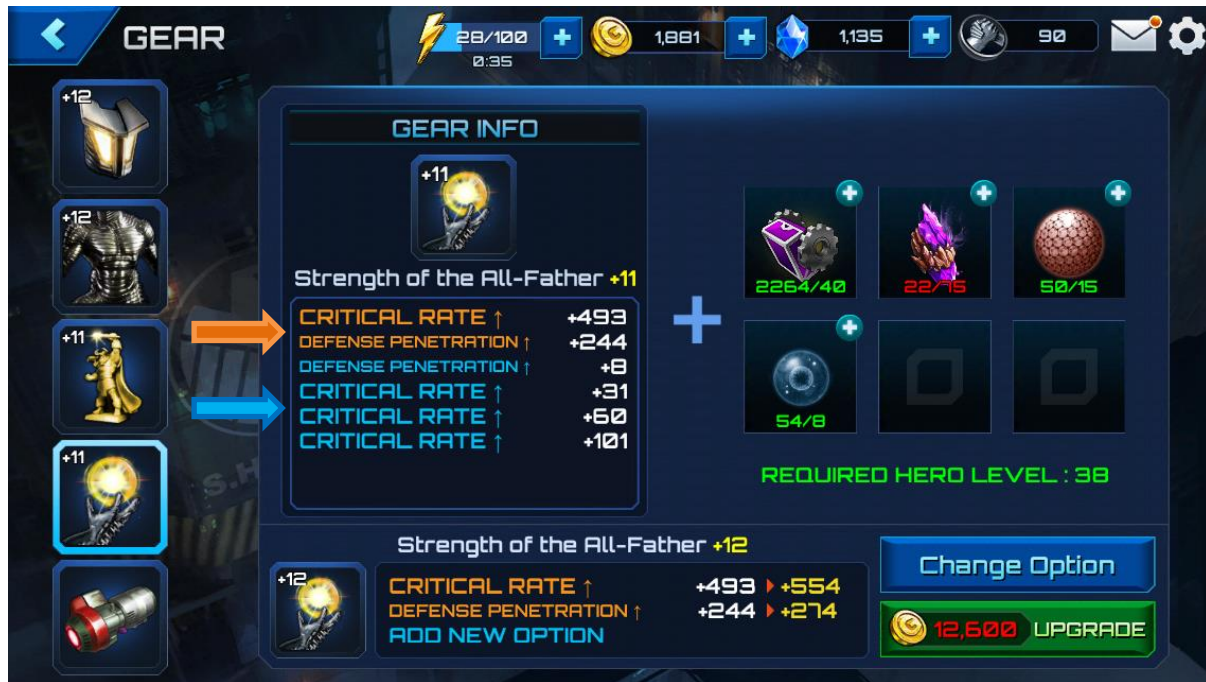 GEAR
28/100
0:35
1,881
1,135
90
+12
+12
+11
+11
GEAR INFO
+11
Strength of the All-Father +11
CRITICAL RATE ↑ +493
DEFENSE PENETRATION ↑ +244
DEFENSE PENETRATION ↑ +8
CRITICAL RATE ↑ +31
CRITICAL RATE ↑ +60
CRITICAL RATE ↑ +101
2264/40
22/75
50/15
54/8
REQUIRED HERO LEVEL : 38
Strength of the All-Father +12
+12
CRITICAL RATE ↑ +493 +554
DEFENSE PENETRATION ↑ +244 +274
ADD NEW OPTION
Change Option
12,600 UPGRADE
S.H